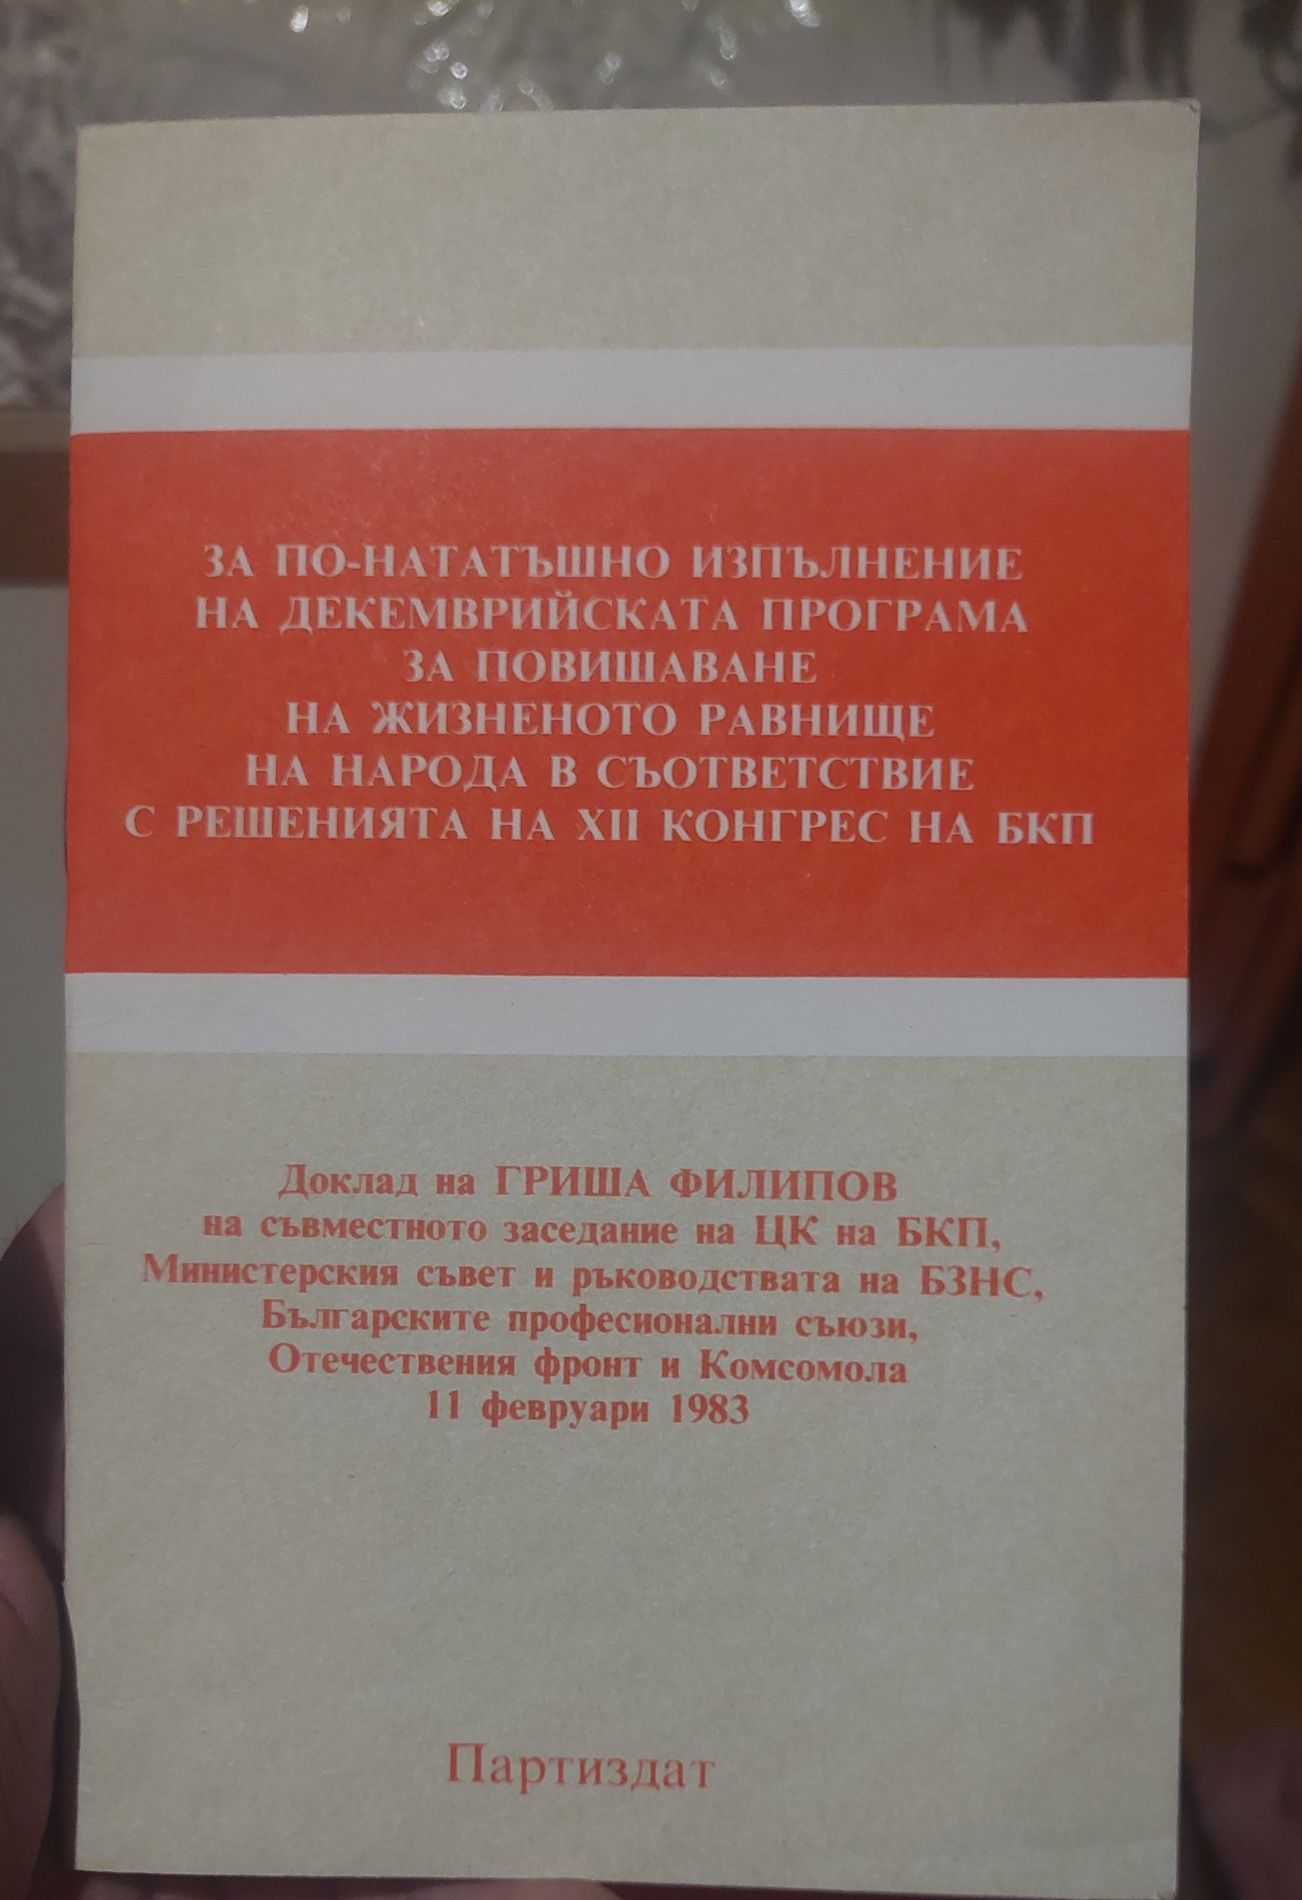 ЗА ПО-НАТАТЪШНО ИЗПЪЛНЕНИЕ
НА ДЕКЕМВРИЙСКАТА ПРОГРАМА
ЗА ПОВИШАВАНЕ
НА ЖИЗНЕНОТО РАВНИЩЕ
НА НАРОДА В СЪОТВЕТСТВИЕ
С РЕШЕНИЯТА НА XII КОНГРЕС НА БКП
Доклад на ГРИША ФИЛИПОВ
на съвместното заседание на ЦК на БКП,
Министерския съвет и ръководствата на БЗНС,
Българските професионални съюзи,
Отечествения фронт и Комсомола
11 февруари 1983
Партиздат